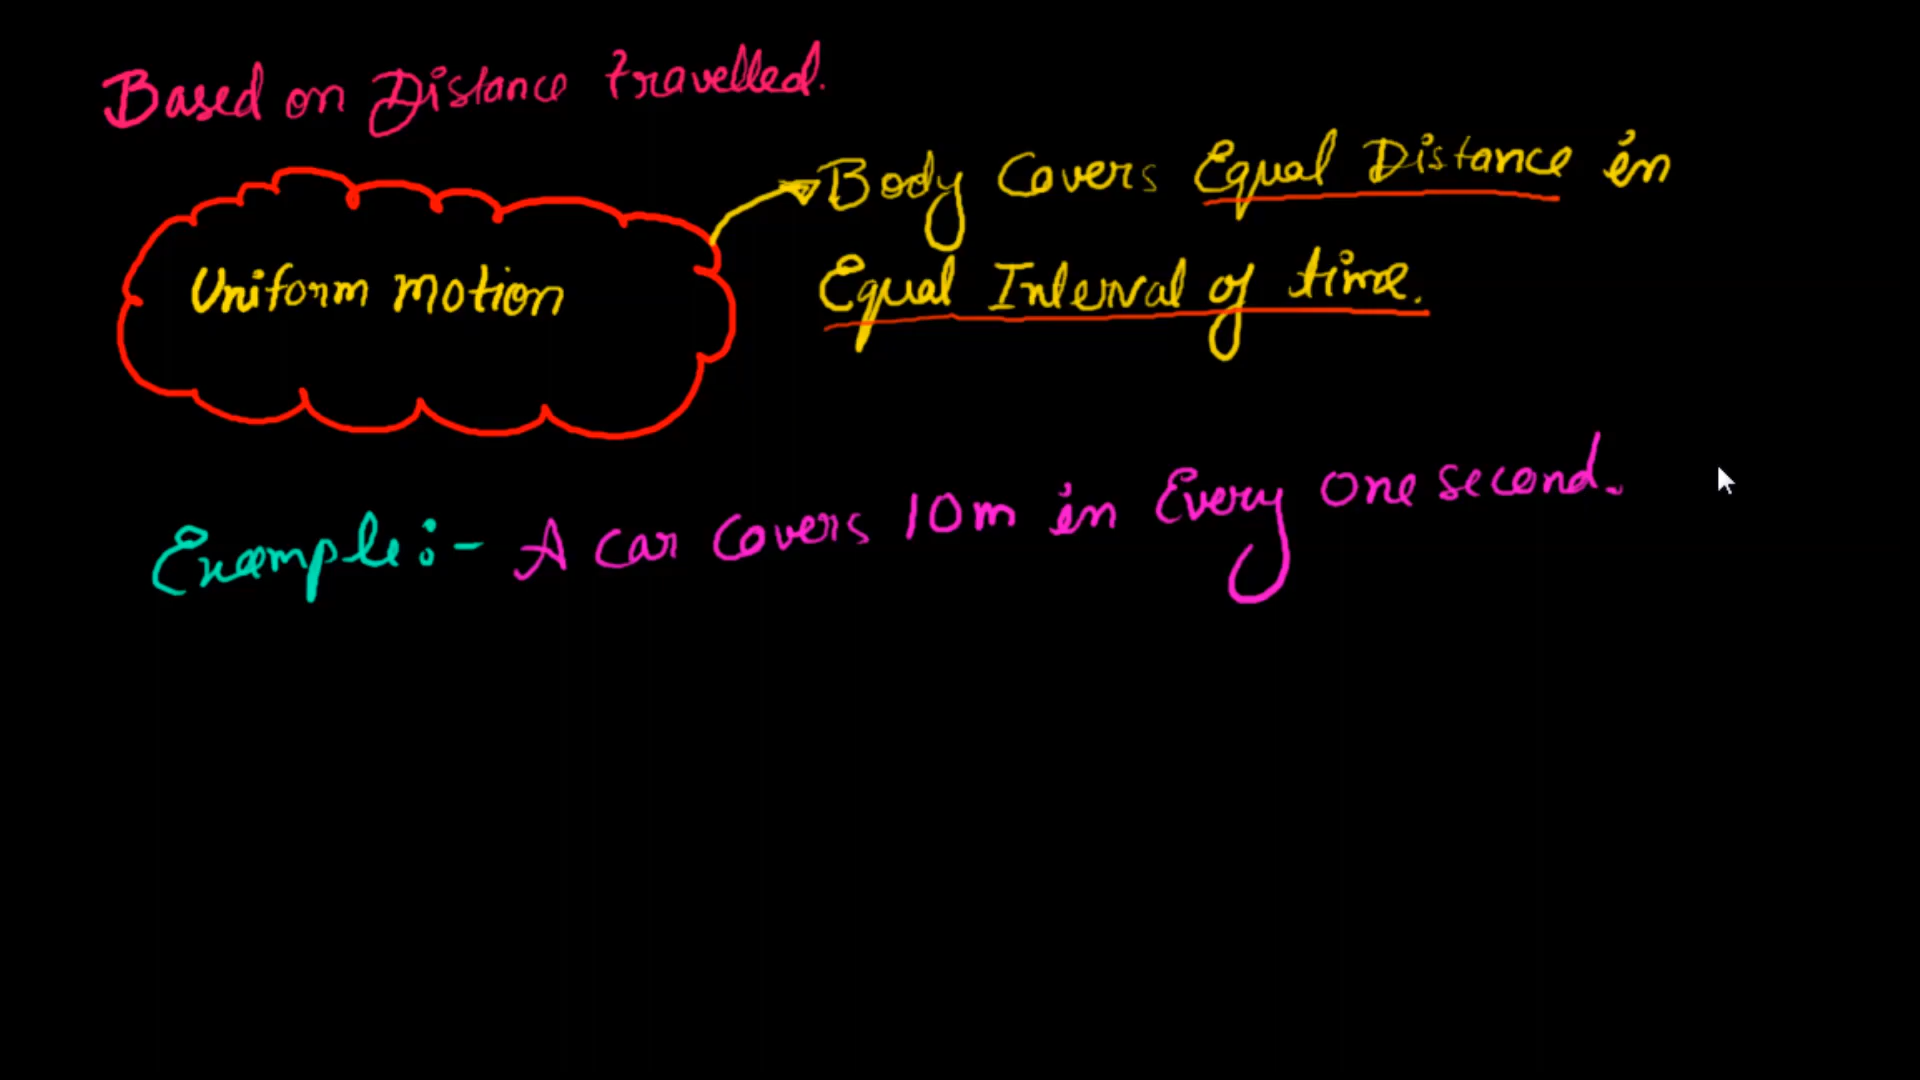 Based on Distance travelled.
Body Covers Equal Distance in
Uniform Motion
Equal Interval of time.
Example:- A car covers 10m in Every one second.